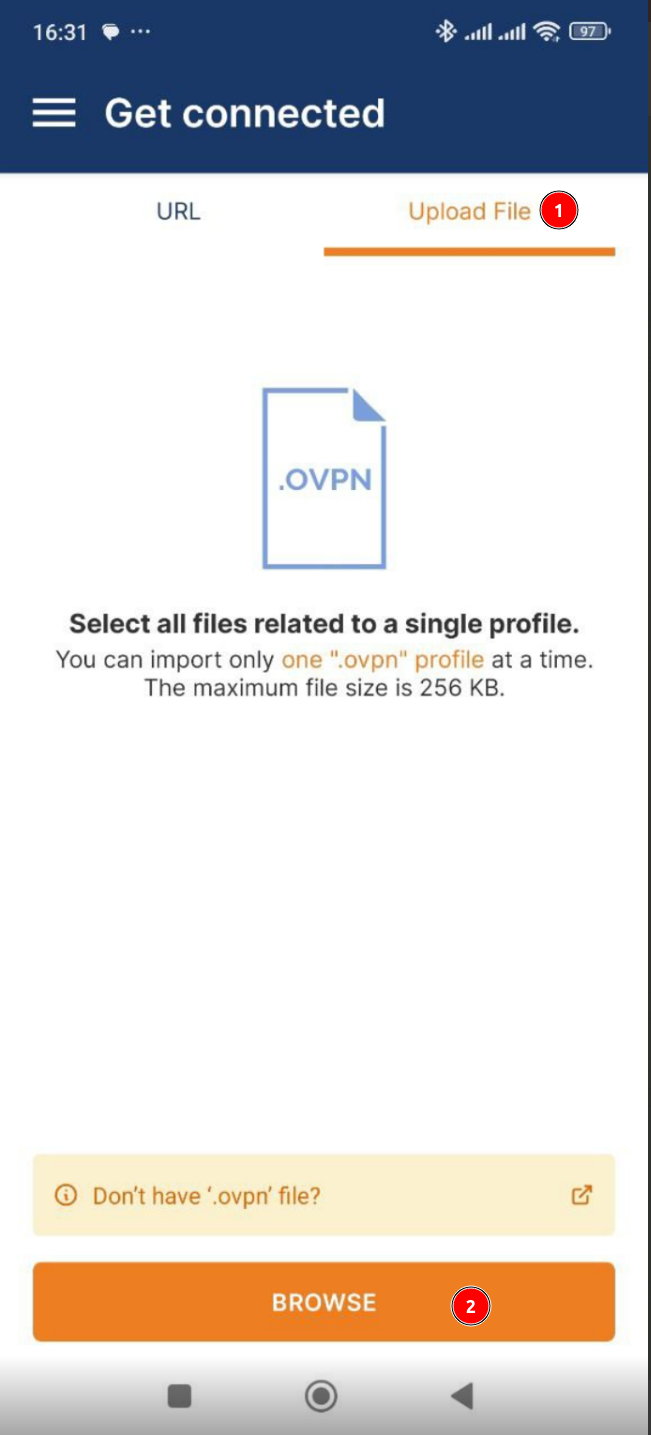 16:31 97
Get connected
URL Upload File 1
.OVPN
Select all files related to a single profile.
You can import only one ".ovpn" profile at a time.
The maximum file size is 256 KB.
Don’t have ‘.ovpn’ file?
BROWSE 2